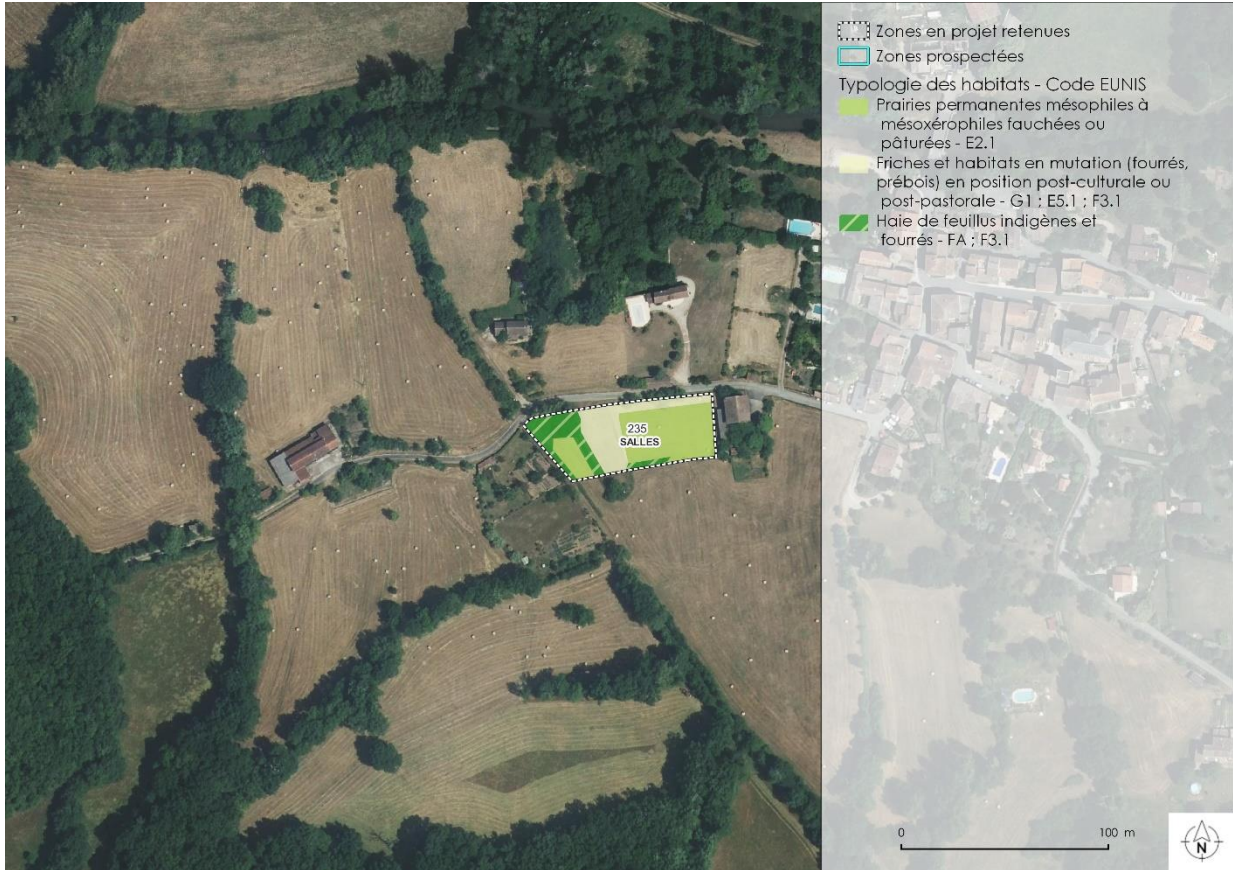 Zones en projet retenues
Zones prospectées
Typologie des habitats - Code EUNIS
Prairies permanentes mésophiles à
mésoxérophiles fauchées ou
pâturées - E2.1
Friches et habitats en mutation (fourrés,
prébois) en position post-culturale ou
post-pastorale - G1 ; E5.1 ; F3.1
Haie de feuillus indigènes et
fourrés - FA ; F3.1
235
SALLES
0 100 m
N